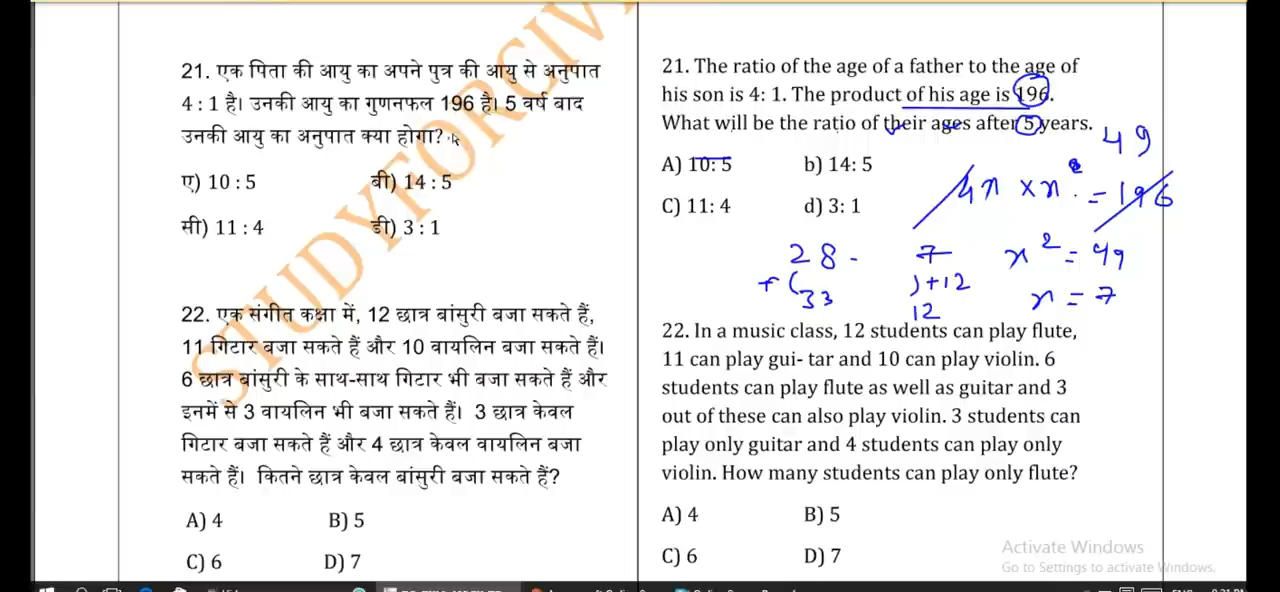 21. एक पिता की आयु का अपने पुत्र की आयु से अनुपात
4 : 1 है। उनकी आयु का गुणनफल 196 है। 5 वर्ष बाद
उनकी आयु का अनुपात क्या होगा?
ए) 10 : 5 बी) 14 : 5
सी) 11 : 4 डी) 3 : 1
22. एक संगीत कक्षा में, 12 छात्र बांसुरी बजा सकते हैं,
11 गिटार बजा सकते हैं और 10 वायलिन बजा सकते हैं।
6 छात्र बांसुरी के साथ-साथ गिटार भी बजा सकते हैं और
इनमें से 3 वायलिन भी बजा सकते हैं। 3 छात्र केवल
गिटार बजा सकते हैं और 4 छात्र केवल वायलिन बजा
सकते हैं। कितने छात्र केवल बांसुरी बजा सकते हैं?
A) 4 B) 5
C) 6 D) 7
STUDYFORCIVI
21. The ratio of the age of a father to the age of
his son is 4: 1. The product of his age is 196.
What will be the ratio of their ages after 5 years.
A) 10: 5 b) 14: 5
C) 11: 4 d) 3: 1
49
4x × x = 196
28 - 7 x² = 49
+( )+12 x = 7
33 12
22. In a music class, 12 students can play flute,
11 can play gui- tar and 10 can play violin. 6
students can play flute as well as guitar and 3
out of these can also play violin. 3 students can
play only guitar and 4 students can play only
violin. How many students can play only flute?
A) 4 B) 5
C) 6 D) 7
Activate Windows
Go to Settings to activate Windows.